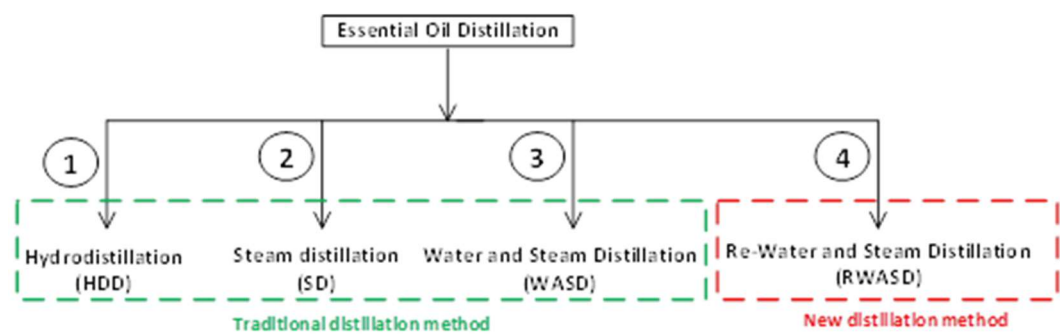 Essential Oil Distillation
1
2
3
4
Hydrodistillation
(HDD)
Steam distillation
(SD)
Water and Steam Distillation
(WASD)
Re-Water and Steam Distillation
(RWASD)
Traditional distillation method
New distillation method